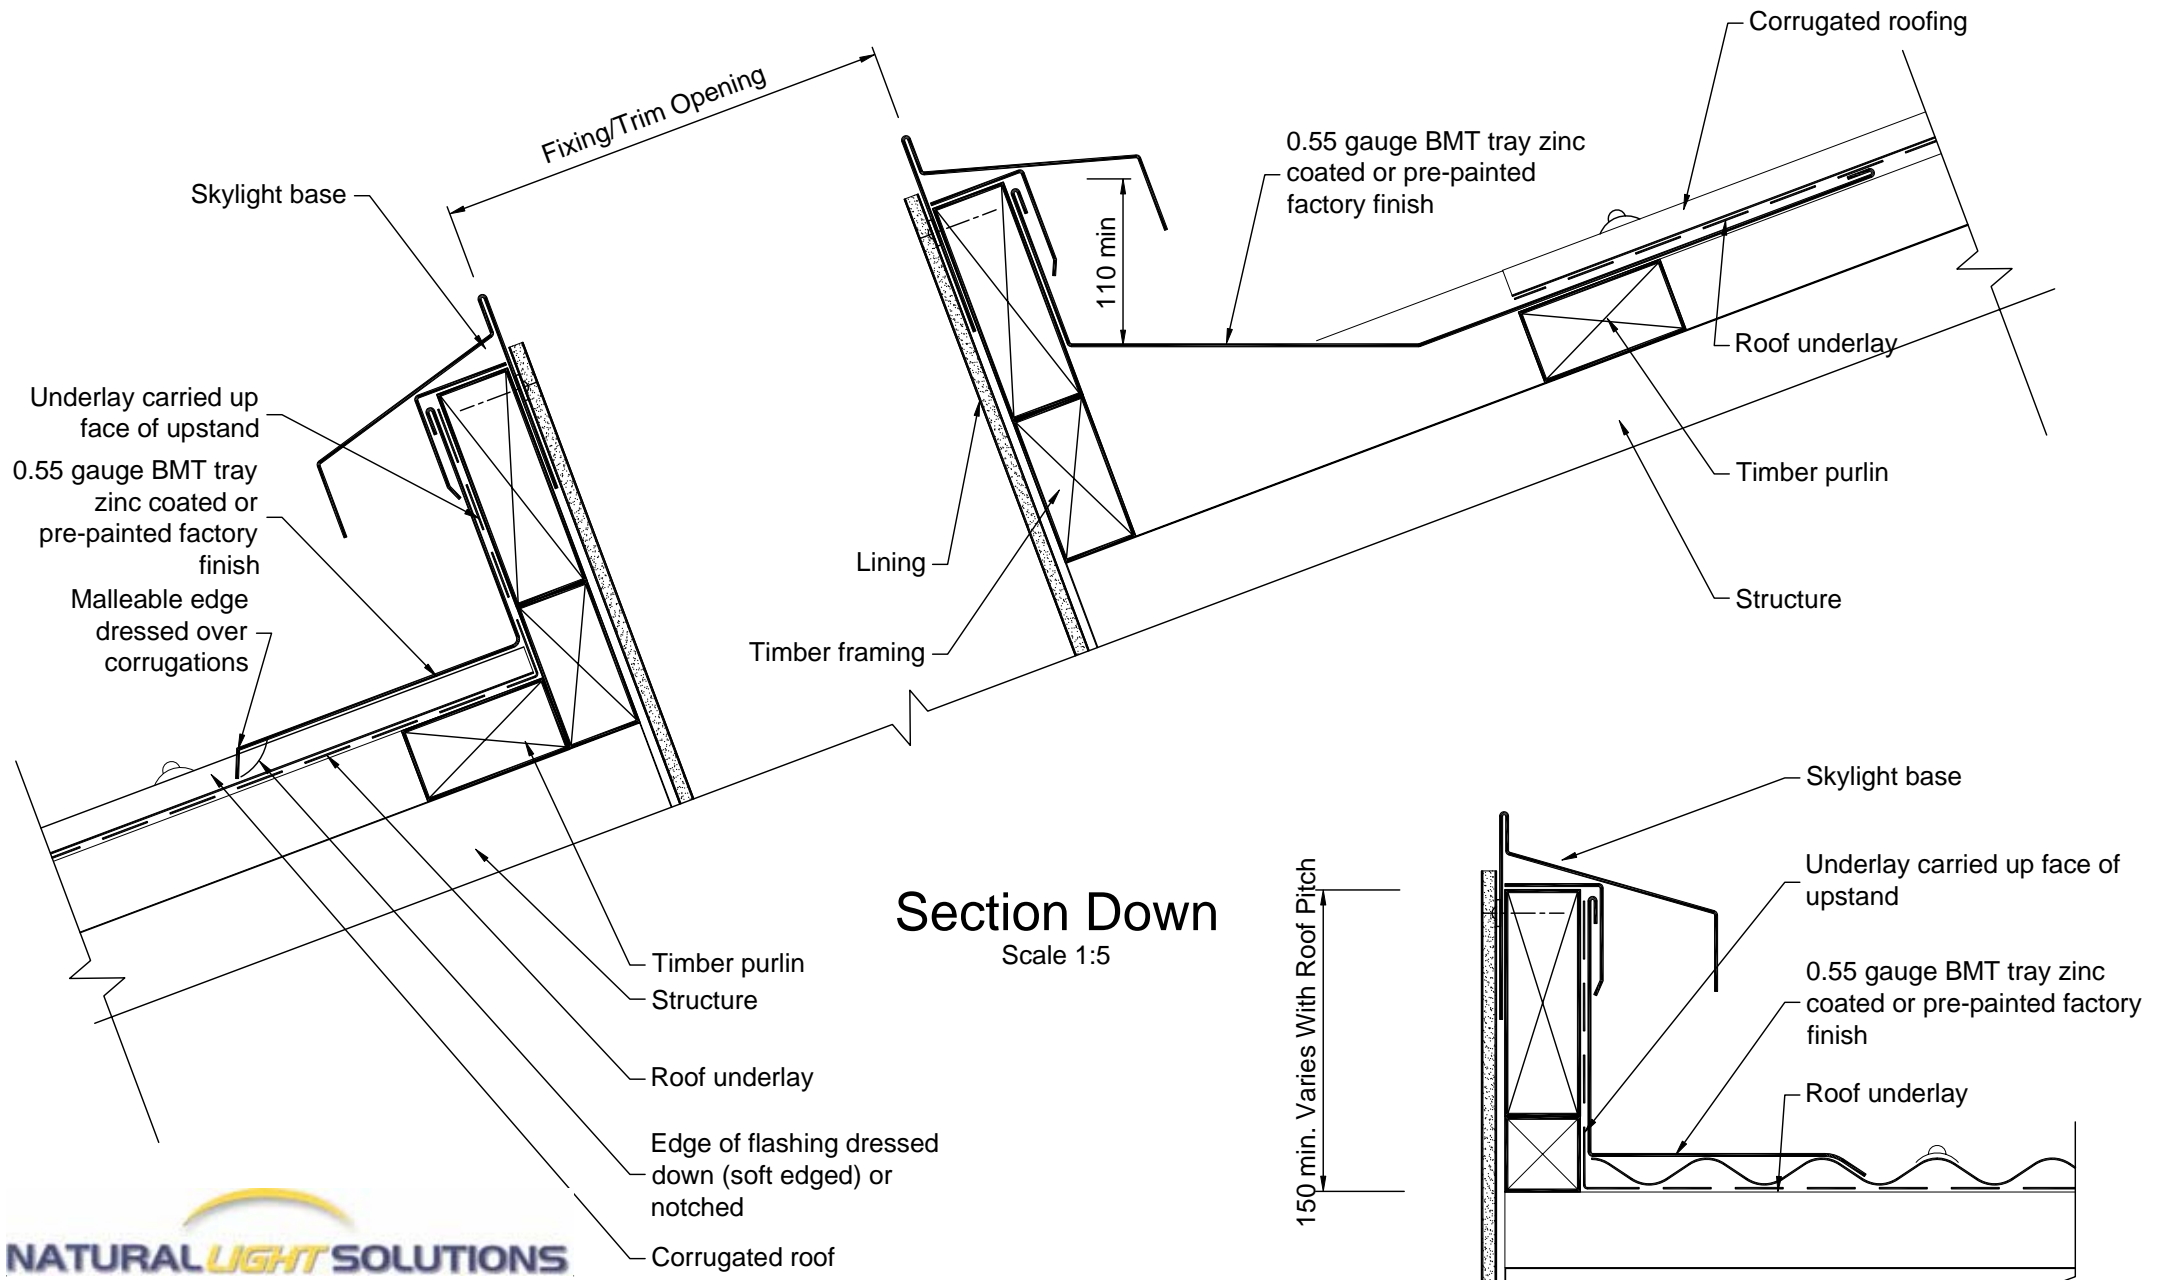 Corrugated roofing
Fixing/Trim Opening
0.55 gauge BMT tray zinc
coated or pre-painted
factory finish
Skylight base
110 min
Roof underlay
Underlay carried up
face of upstand
0.55 gauge BMT tray
zinc coated or
pre-painted factory
finish
Timber purlin
Lining
Malleable edge
dressed over
corrugations
Structure
Timber framing
Skylight base
Section Down
Scale 1:5
150 min. Varies With Roof Pitch
Underlay carried up face of
upstand
Timber purlin
Structure
0.55 gauge BMT tray zinc
coated or pre-painted factory
finish
Roof underlay
Roof underlay
Edge of flashing dressed
down (soft edged) or
notched
Corrugated roof
NATURAL LIGHT SOLUTIONS